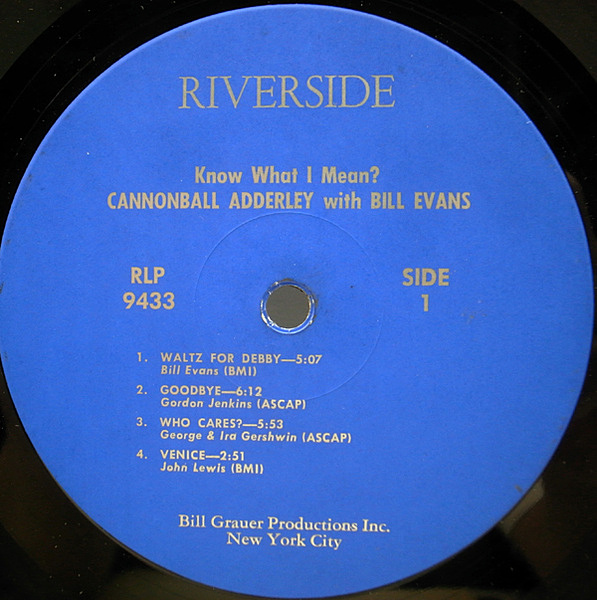 RIVERSIDE
Know What I Mean?
CANNONBALL ADDERLEY with BILL EVANS
RLP
9433
SIDE
1
1. WALTZ FOR DEBBY—5:07
Bill Evans (BMI)
2. GOODBYE—6:12
Gordon Jenkins (ASCAP)
3. WHO CARES?—5:53
George & Ira Gershwin (ASCAP)
4. VENICE—2:51
John Lewis (BMI)
Bill Grauer Productions Inc.
New York City